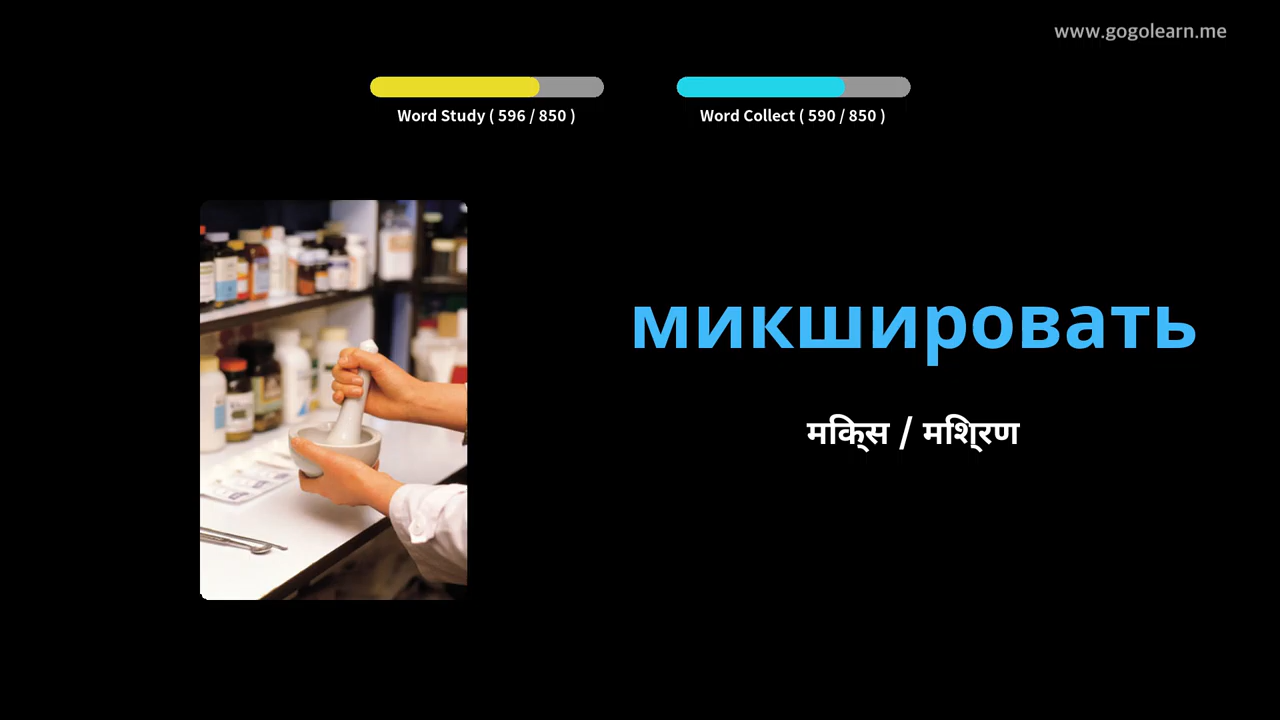 www.gogolearn.me
Word Study ( 596 / 850 )
Word Collect ( 590 / 850 )
микшировать
मिक्स / मिश्रण